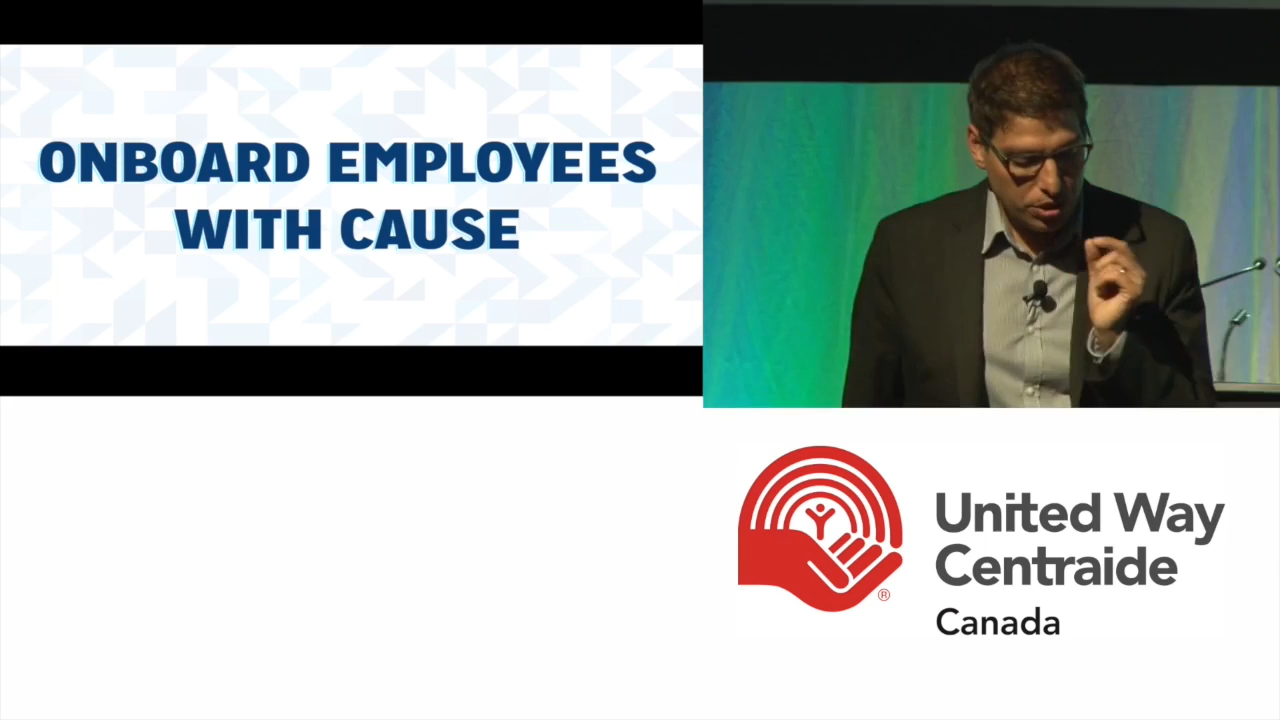 ONBOARD EMPLOYEES
WITH CAUSE
United Way
Centraide
Canada
®